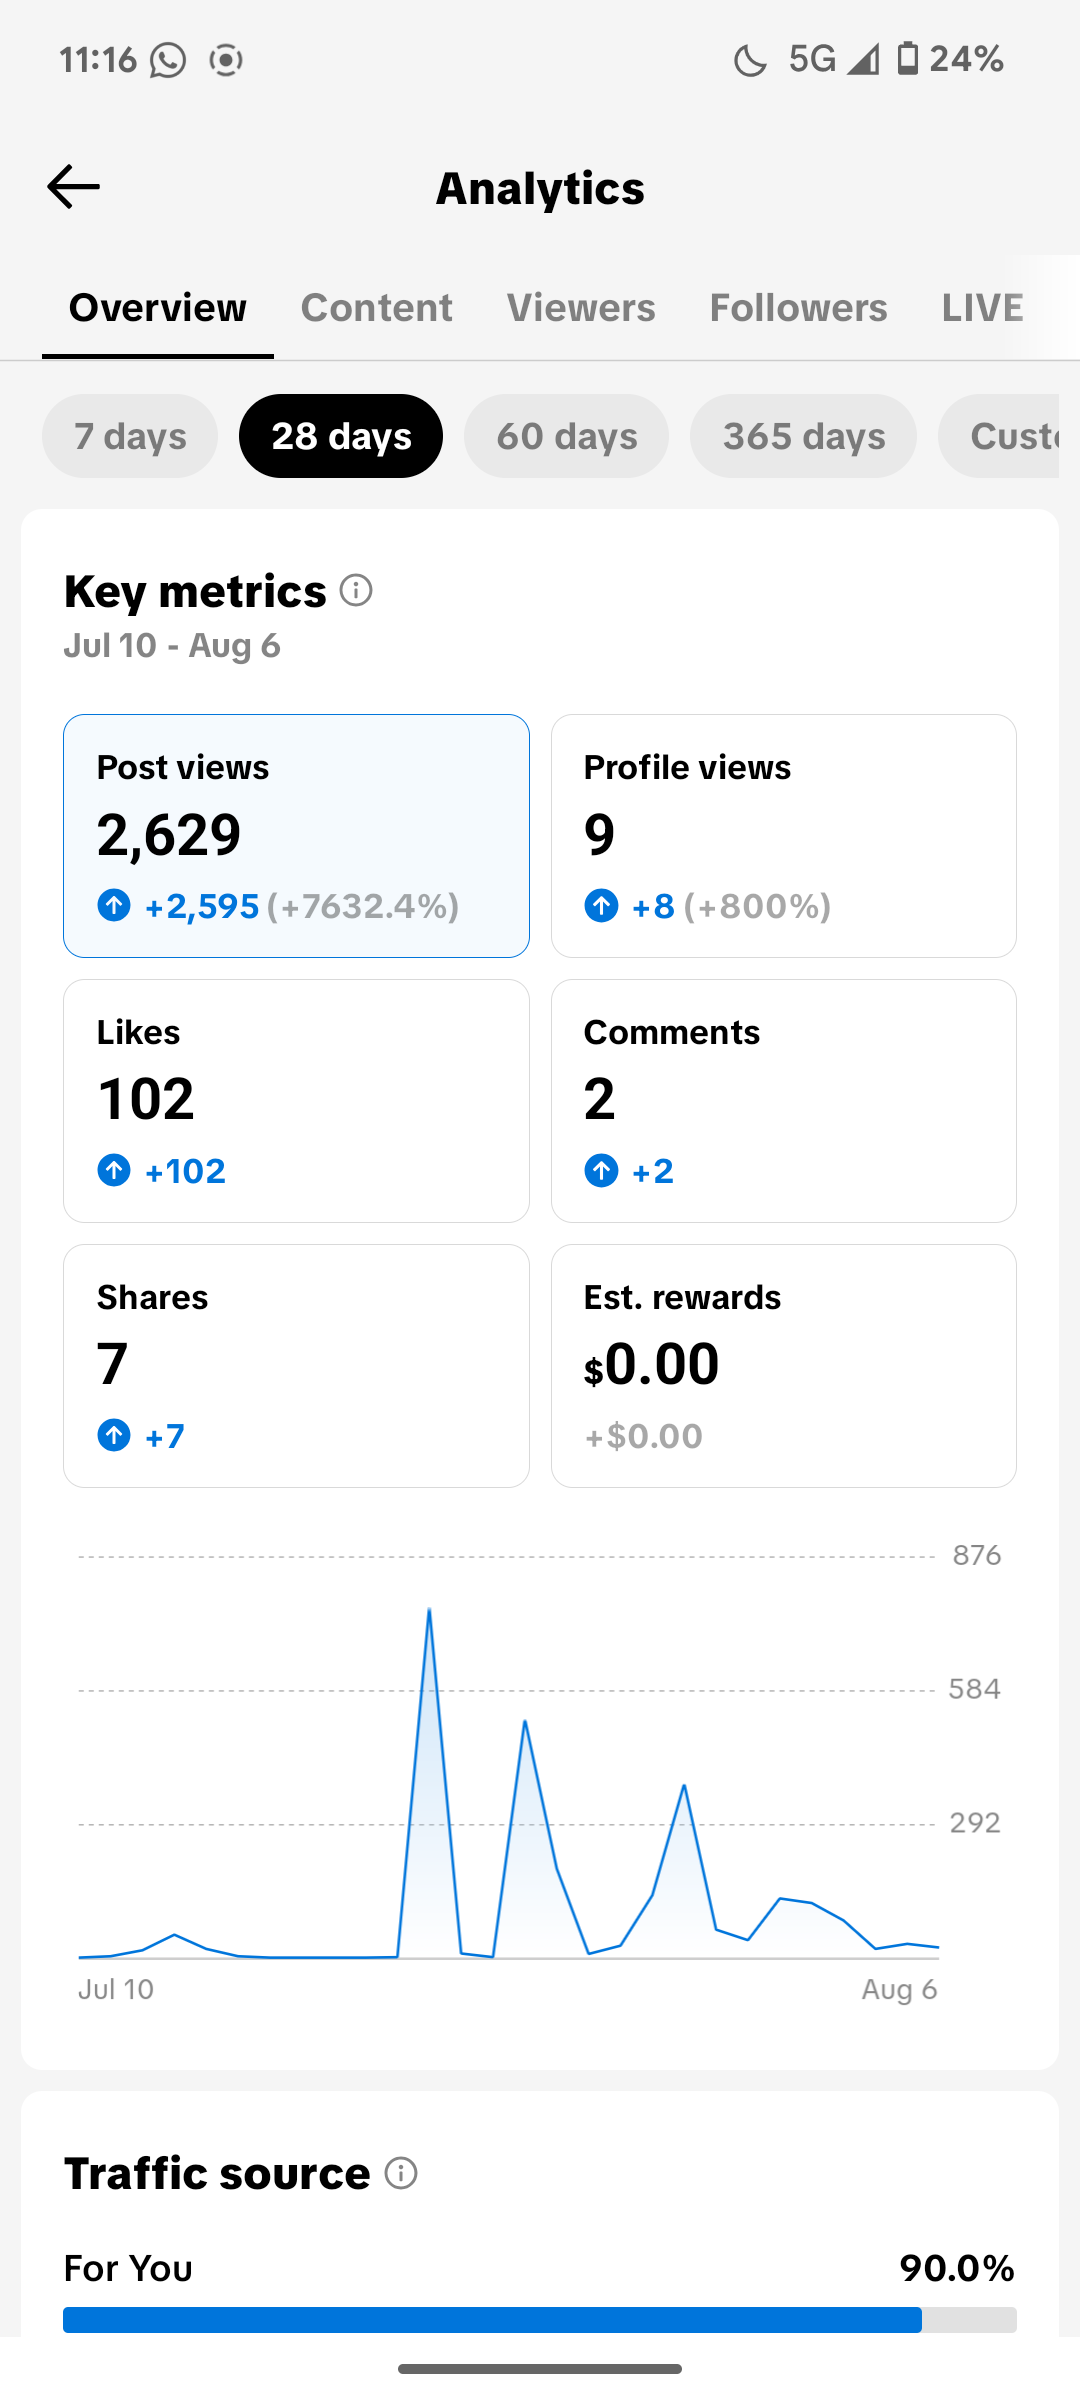 11:16 5G 24%
Analytics
Overview Content Viewers Followers LIVE
7 days 28 days 60 days 365 days Custo
Key metrics
Jul 10 - Aug 6
Post views Profile views
2,629 9
+2,595 (+7632.4%) +8 (+800%)
Likes Comments
102 2
+102 +2
Shares Est. rewards
7 $0.00
+7 +$0.00
876
584
292
Jul 10 Aug 6
Traffic source
For You 90.0%